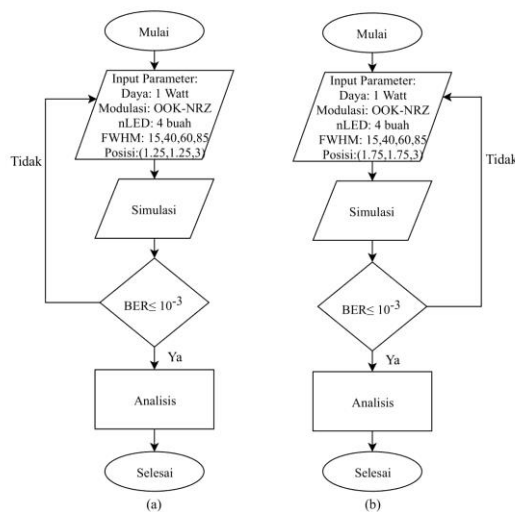 Mulai
Input Parameter:
Daya: 1 Watt
Modulasi: OOK-NRZ
nLED: 4 buah
FWHM: 15,40,60,85
Posisi:(1.25,1.25,3)
Tidak
Simulasi
BER≤ 10⁻³
Ya
Analisis
Selesai
(a)
Mulai
Input Parameter:
Daya: 1 Watt
Modulasi: OOK-NRZ
nLED: 4 buah
FWHM: 15,40,60,85
Posisi:(1.75,1.75,3)
Tidak
Simulasi
BER≤ 10⁻³
Ya
Analisis
Selesai
(b)